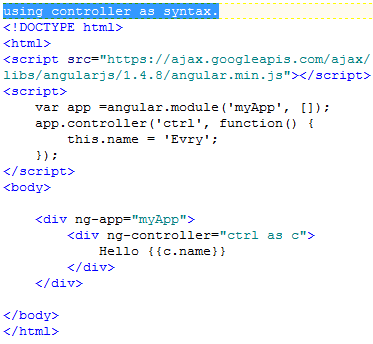 using controller as syntax.
<!DOCTYPE html>
<html>
<script src="https://ajax.googleapis.com/ajax/
libs/angularjs/1.4.8/angular.min.js"></script>
<script>
    var app =angular.module('myApp', []);
    app.controller('ctrl', function() {
        this.name = 'Evry';
    });
</script>
<body>
    <div ng-app="myApp">
        <div ng-controller="ctrl as c">
            Hello {{c.name}}
        </div>
    </div>
</body>
</html>